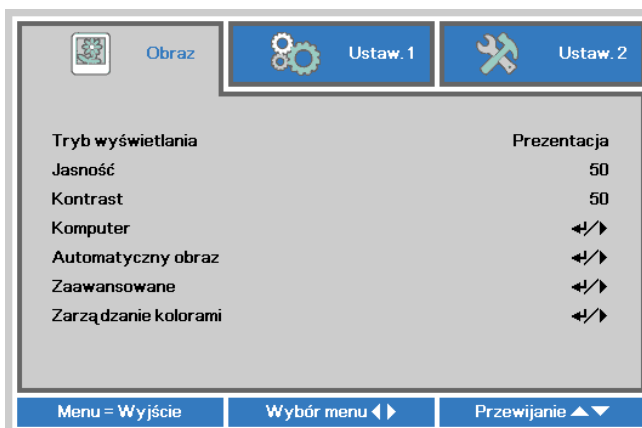 Obraz Ustaw. 1 Ustaw. 2
Tryb wyświetlania Prezentacja
Jasność 50
Kontrast 50
Komputer
Automatyczny obraz
Zaawansowane
Zarządzanie kolorami
Menu = Wyjście Wybór menu Przewijanie